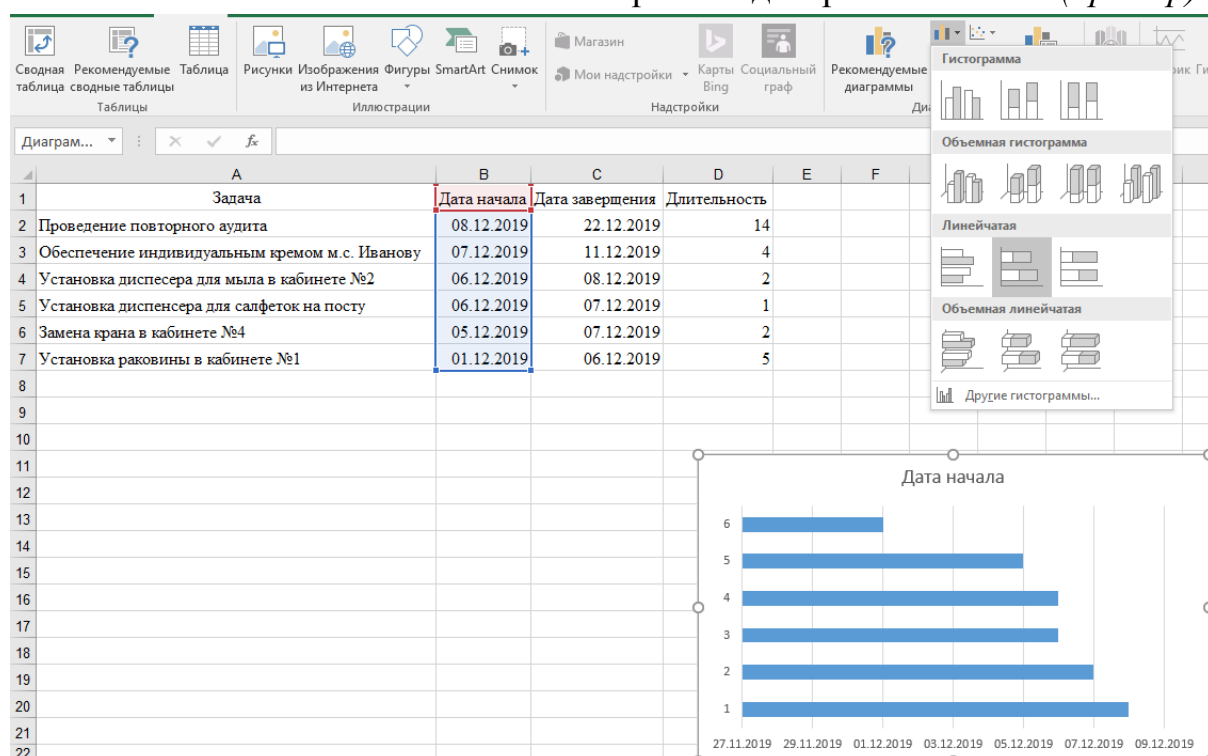 Сводная Рекомендуемые Таблица Рисунки Изображения Фигуры SmartArt Снимок Магазин Мои надстройки Карты Социальный Рекомендуемые
таблица сводные таблицы из Интернета Bing граф диаграммы
Таблицы Иллюстрации Надстройки
Гистограмма
Объемная гистограмма
Линейчатая
Объемная линейчатая
Другие гистограммы...
Диаграм... fx
A B C D E F
1 Задача Дата начала Дата завершения Длительность
2 Проведение повторного аудита 08.12.2019 22.12.2019 14
3 Обеспечение индивидуальным кремом м.с. Иванову 07.12.2019 11.12.2019 4
4 Установка диспесера для мыла в кабинете №2 06.12.2019 08.12.2019 2
5 Установка диспенсера для салфеток на посту 06.12.2019 07.12.2019 1
6 Замена крана в кабинете №4 05.12.2019 07.12.2019 2
7 Установка раковины в кабинете №1 01.12.2019 06.12.2019 5
8
9
10
11
12
13
14
15
16
17
18
19
20
21
22
Дата начала
6
5
4
3
2
1
27.11.2019 29.11.2019 01.12.2019 03.12.2019 05.12.2019 07.12.2019 09.12.2019